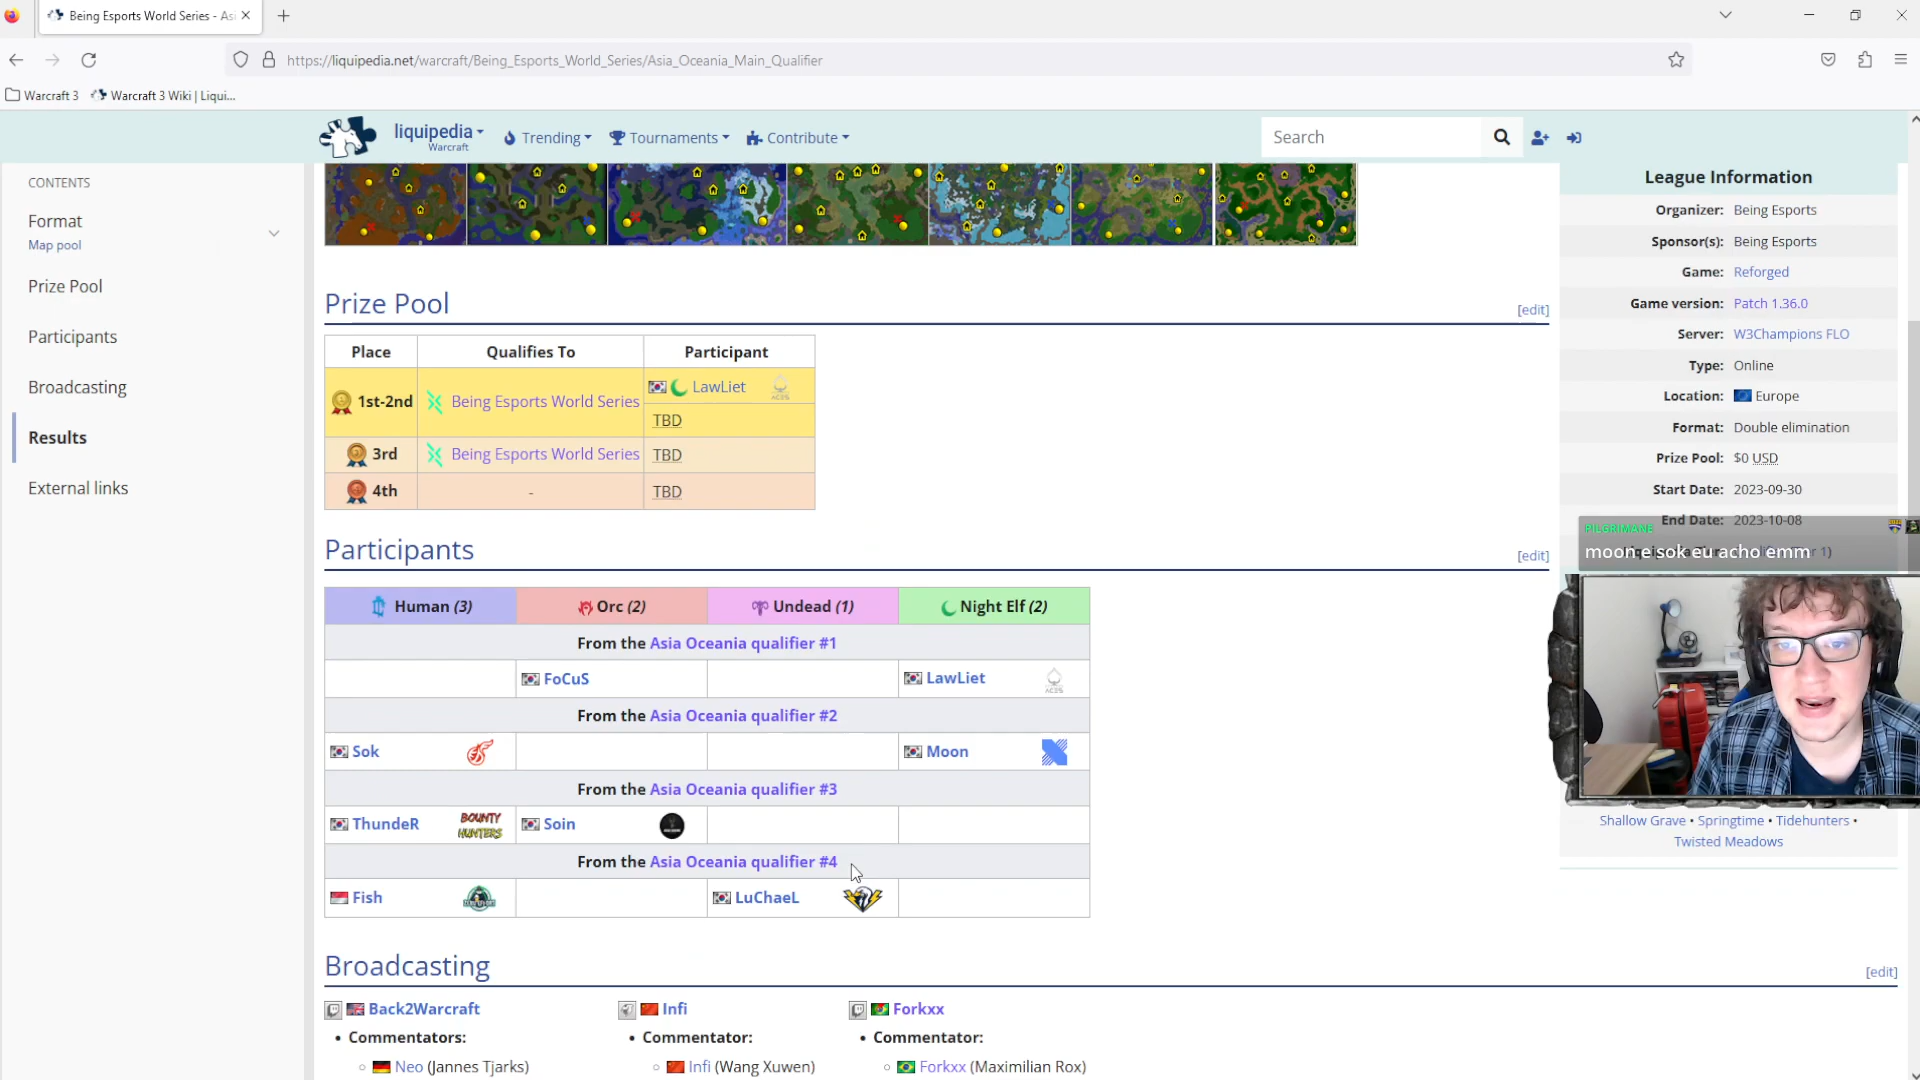 Being Esports World Series - As
https://liquipedia.net/warcraft/Being_Esports_World_Series/Asia_Oceania_Main_Qualifier
Warcraft 3
Warcraft 3 Wiki | Liqui...
liquipedia
Warcraft
Trending
Tournaments
Contribute
Search
CONTENTS
Format
Map pool
Prize Pool
Participants
Broadcasting
Results
External links
Prize Pool
[edit]
Place Qualifies To Participant
1st-2nd Being Esports World Series LawLiet
TBD
3rd Being Esports World Series TBD
4th - TBD
Participants
[edit]
Human (3) Orc (2) Undead (1) Night Elf (2)
From the Asia Oceania qualifier #1
FoCuS LawLiet
From the Asia Oceania qualifier #2
Sok Moon
From the Asia Oceania qualifier #3
ThundeR BOUNTY HUNTERS Soin
From the Asia Oceania qualifier #4
Fish LuChaeL
Broadcasting
[edit]
Back2Warcraft Infi Forkxx
• Commentators: • Commentator: • Commentator:
Neo (Jannes Tjarks) Infi (Wang Xuwen) Forkxx (Maximilian Rox)
League Information
Organizer: Being Esports
Sponsor(s): Being Esports
Game: Reforged
Game version: Patch 1.36.0
Server: W3Champions FLO
Type: Online
Location: Europe
Format: Double elimination
Prize Pool: $0 USD
Start Date: 2023-09-30
End Date: 2023-10-08
PILGRIMANE
moon e sok eu acho emm
Shallow Grave • Springtime • Tidehunters •
Twisted Meadows